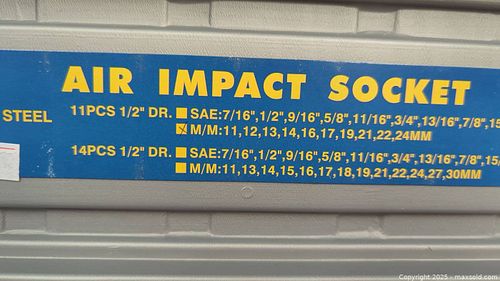 AIR IMPACT SOCKET
STEEL 11PCS 1/2" DR. SAE:7/16",1/2",9/16",5/8",11/16",3/4",13/16",7/8",15
M/M:11,12,13,14,16,17,19,21,22,24MM
14PCS 1/2" DR. SAE:7/16",1/2",9/16",5/8",11/16",3/4",13/16",7/8",15/
M/M:11,13,14,15,16,17,18,19,21,22,24,27,30MM
Copyright © 2025 - maxsold.com